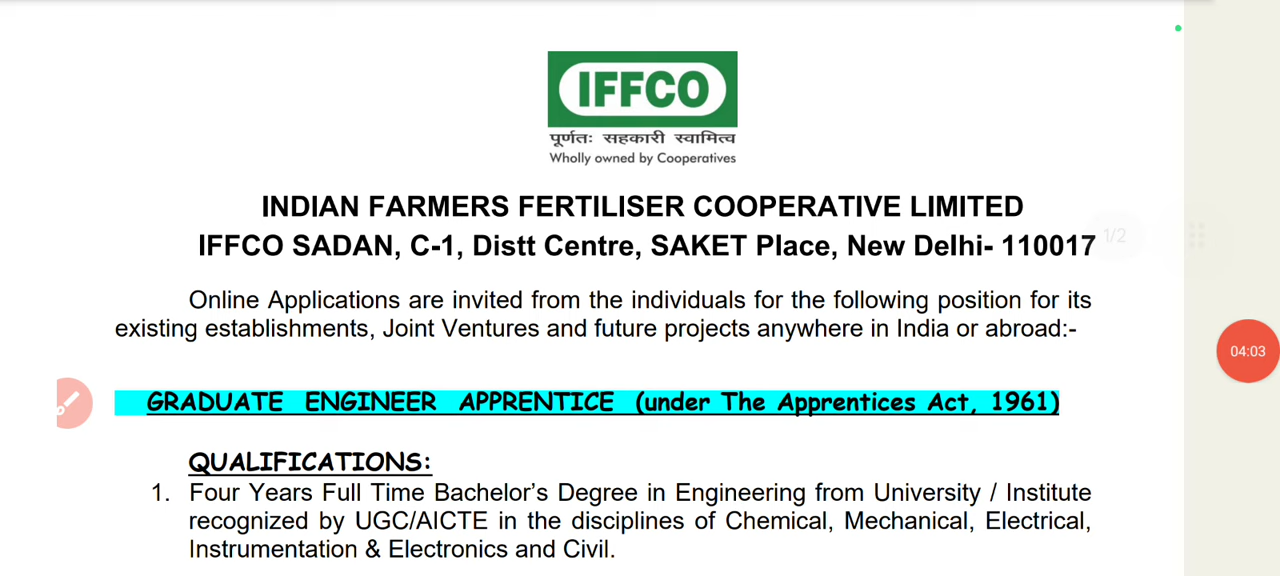 IFFCO
पूर्णतः सहकारी स्वामित्व
Wholly owned by Cooperatives
INDIAN FARMERS FERTILISER COOPERATIVE LIMITED
IFFCO SADAN, C-1, Distt Centre, SAKET Place, New Delhi- 110017
1/2
Online Applications are invited from the individuals for the following position for its
existing establishments, Joint Ventures and future projects anywhere in India or abroad:-
04:03
GRADUATE ENGINEER APPRENTICE (under The Apprentices Act, 1961)
QUALIFICATIONS:
1. Four Years Full Time Bachelor's Degree in Engineering from University / Institute
recognized by UGC/AICTE in the disciplines of Chemical, Mechanical, Electrical,
Instrumentation & Electronics and Civil.